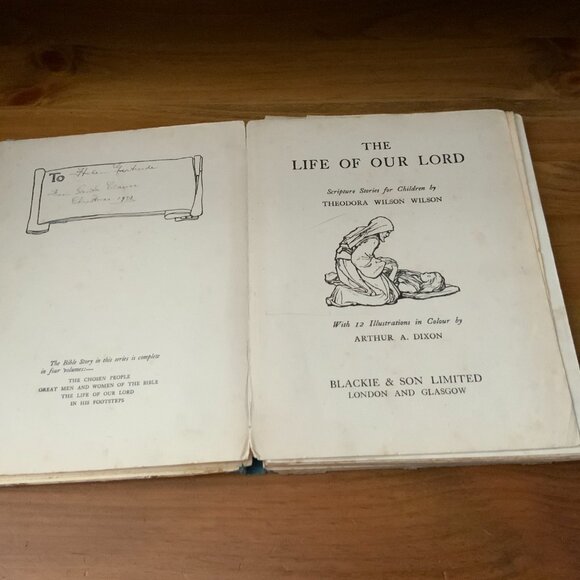 To
Christmas
The Bible Story in this series is complete
in four volumes:—
THE CHOSEN PEOPLE
GREAT MEN AND WOMEN OF THE BIBLE
THE LIFE OF OUR LORD
IN HIS FOOTSTEPS
THE
LIFE OF OUR LORD
Scripture Stories for Children by
THEODORA WILSON WILSON
With 12 Illustrations in Colour by
ARTHUR A. DIXON
BLACKIE & SON LIMITED
LONDON AND GLASGOW